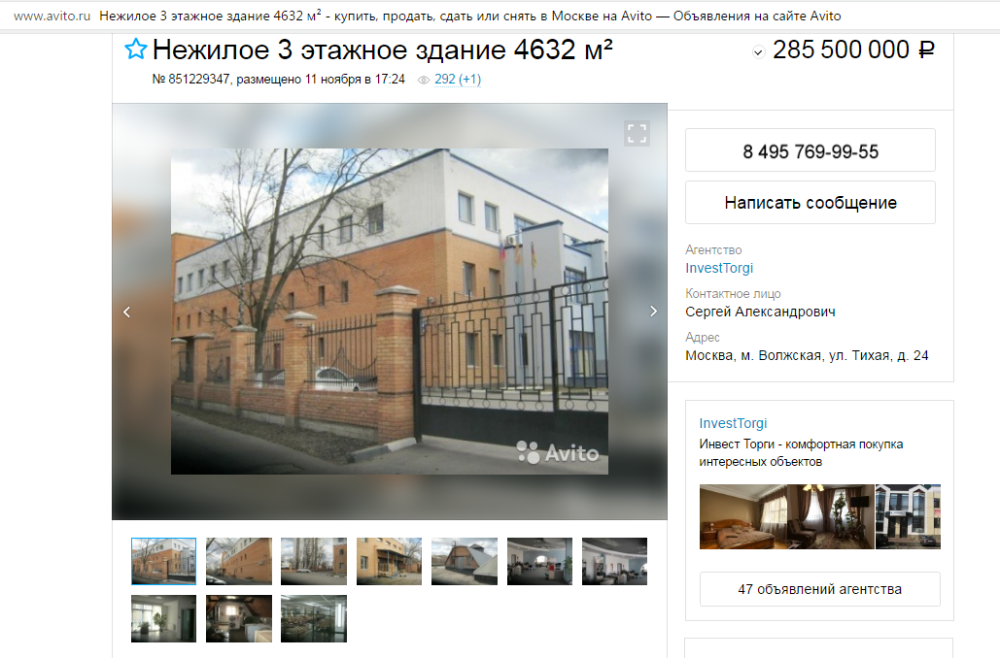 www.avito.ru Нежилое 3 этажное здание 4632 м² - купить, продать, сдать или снять в Москве на Avito — Объявления на сайте Avito
Нежилое 3 этажное здание 4632 м²
285 500 000 ₽
№ 851229347, размещено 11 ноября в 17:24 292 (+1)
8 495 769-99-55
Написать сообщение
Агентство
InvestTorgi
Контактное лицо
Сергей Александрович
Адрес
Москва, м. Волжская, ул. Тихая, д. 24
Avito
InvestTorgi
Инвест Торги - комфортная покупка
интересных объектов
47 объявлений агентства